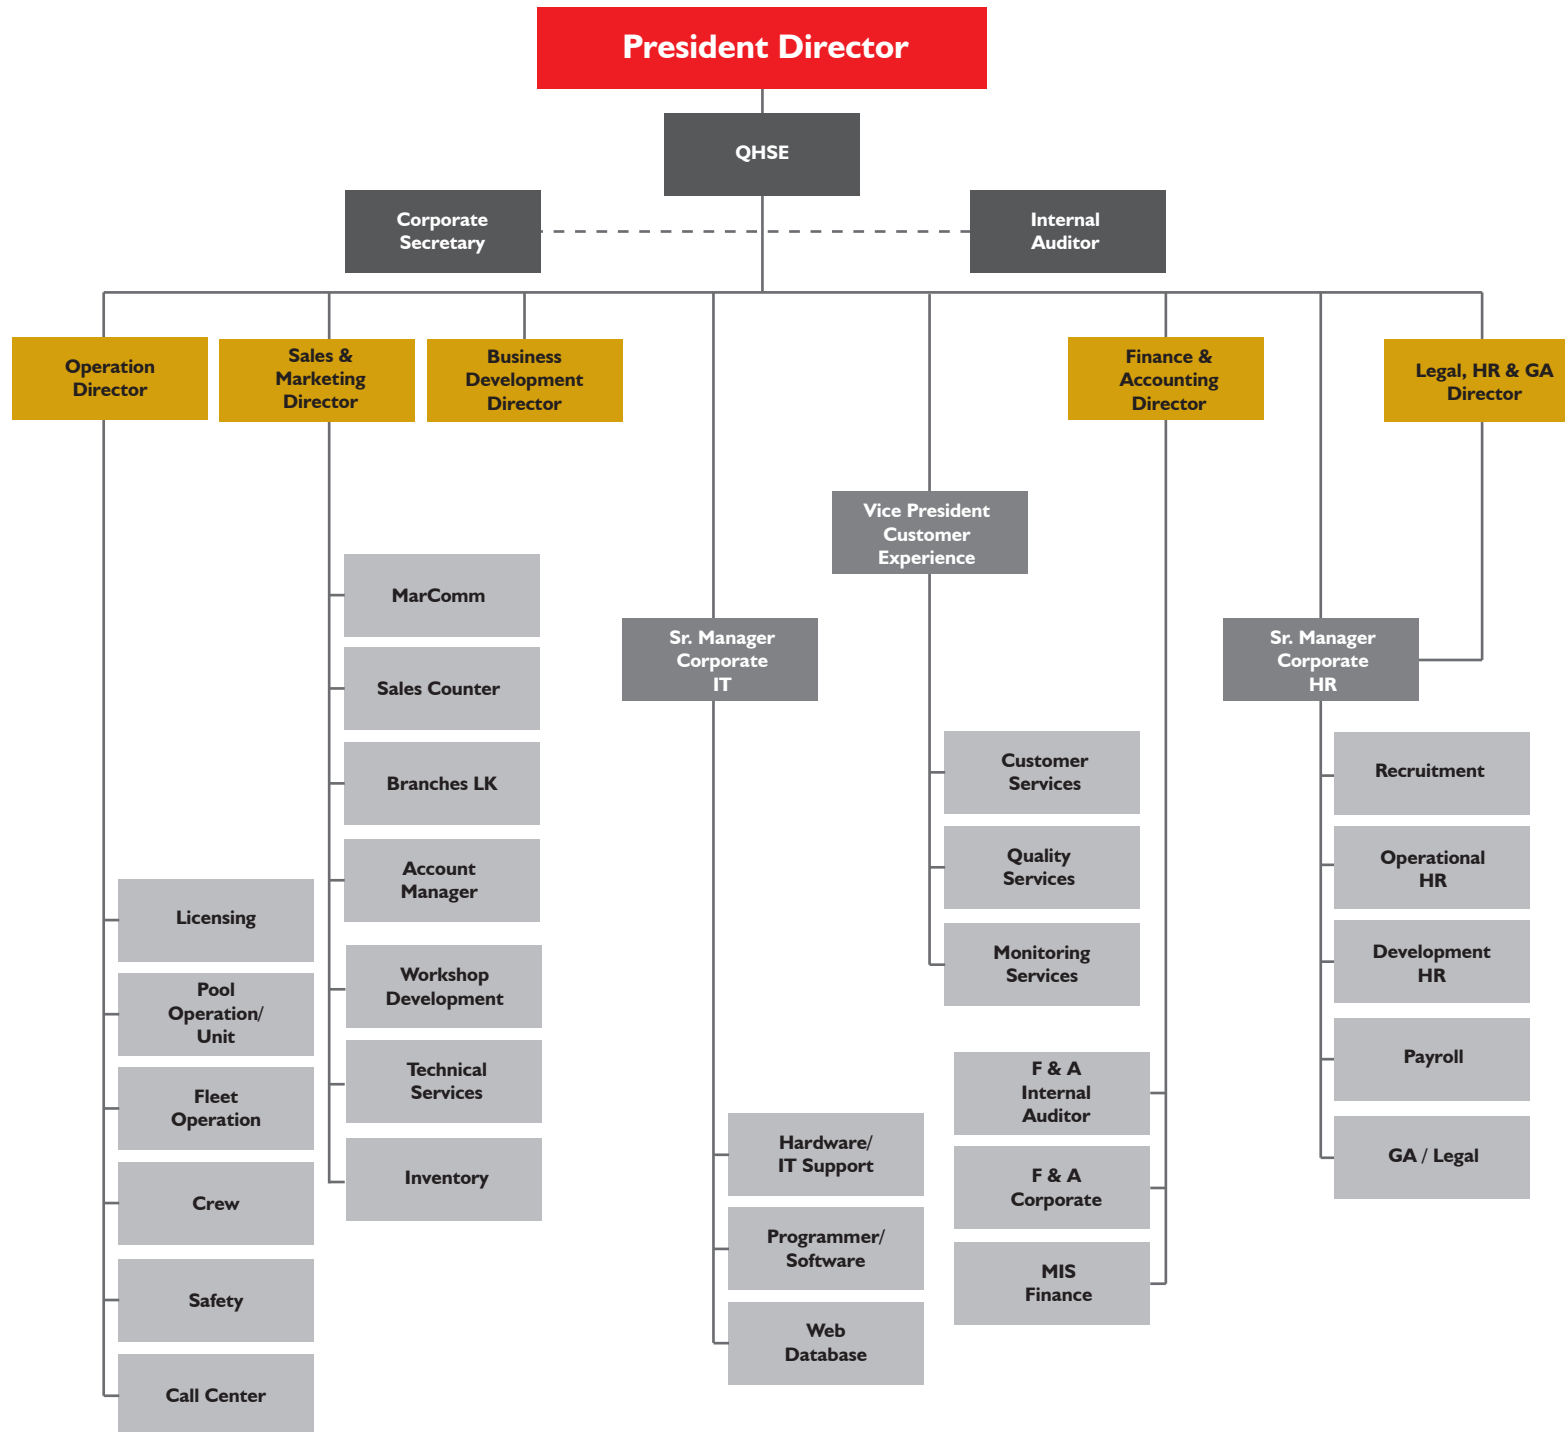 President Director
QHSE
Corporate
Secretary
Internal
Auditor
Operation
Director
Sales &
Marketing
Director
Business
Development
Director
Finance &
Accounting
Director
Legal, HR & GA
Director
Vice President
Customer
Experience
Sr. Manager
Corporate
IT
Sr. Manager
Corporate
HR
MarComm
Sales Counter
Branches LK
Account
Manager
Workshop
Development
Technical
Services
Inventory
Licensing
Pool
Operation/
Unit
Fleet
Operation
Crew
Safety
Call Center
Customer
Services
Quality
Services
Monitoring
Services
Hardware/
IT Support
Programmer/
Software
Web
Database
F & A
Internal
Auditor
F & A
Corporate
MIS
Finance
Recruitment
Operational
HR
Development
HR
Payroll
GA / Legal